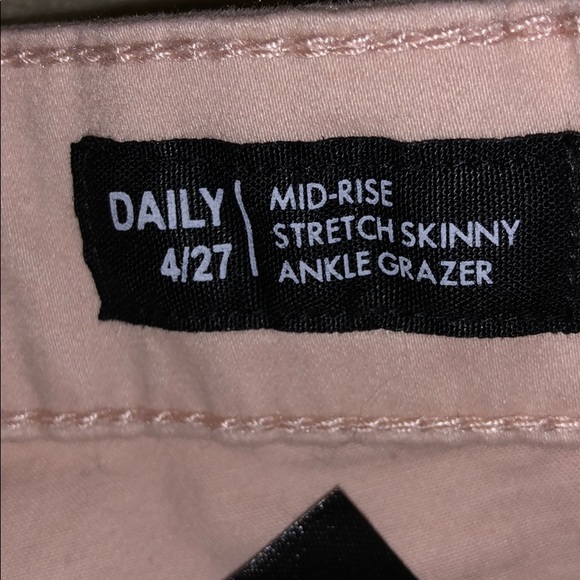 DAILY
4/27
MID-RISE
STRETCH SKINNY
ANKLE GRAZER